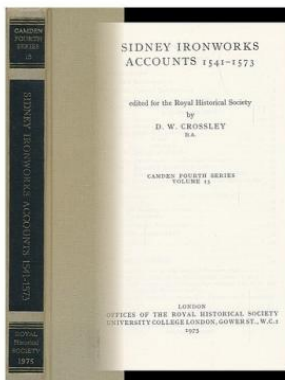 CAMDEN
FOURTH
SERIES
SIDNEY IRONWORKS ACCOUNTS 1541-1573
ROYAL
Historical
SOCIETY
1975
SIDNEY IRONWORKS
ACCOUNTS 1541-1573
edited for the Royal Historical Society
by
D. W. CROSSLEY
B.A.
CAMDEN FOURTH SERIES
VOLUME 15
LONDON
OFFICES OF THE ROYAL HISTORICAL SOCIETY
UNIVERSITY COLLEGE LONDON, GOWER ST., W.C.1
1975